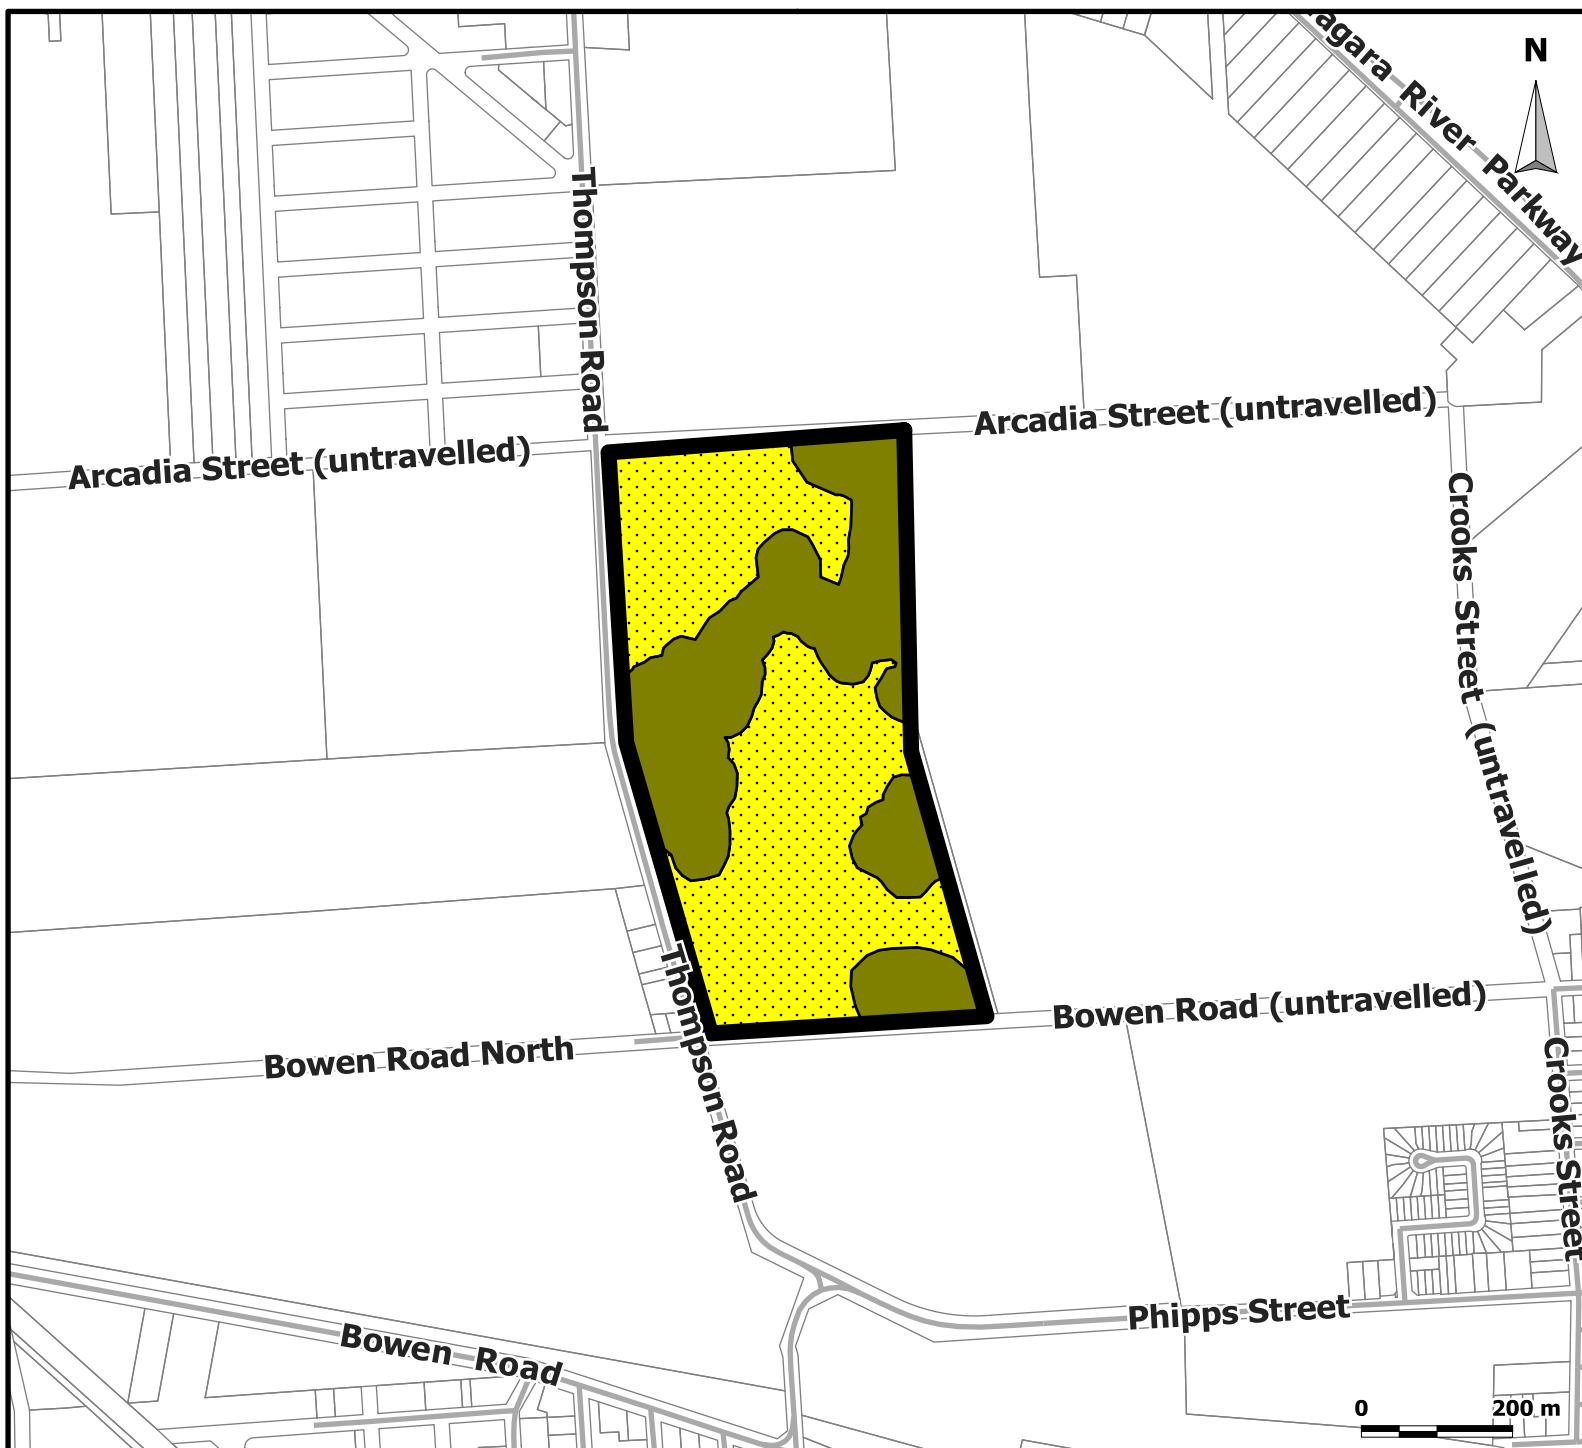 agara River Parkway
N
Thompson Road
Arcadia Street (untravelled)
Arcadia Street (untravelled)
Crooks Street (untravelled)
Thompson Road
Bowen Road (untravelled)
Bowen Road North
Crooks Street
Phipps Street
Bowen Road
0 200 m